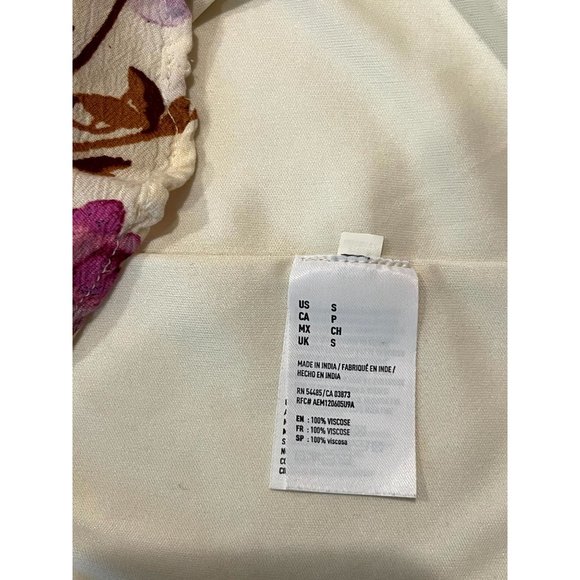 US S
CA P
MX CH
UK S
MADE IN INDIA / FABRIQUÉ EN INDE /
HECHO EN INDIA
RN 54485/CA 03873
RFC# AEM120605U9A
EN : 100% VISCOSE
FR : 100% VISCOSE
SP : 100% viscosa